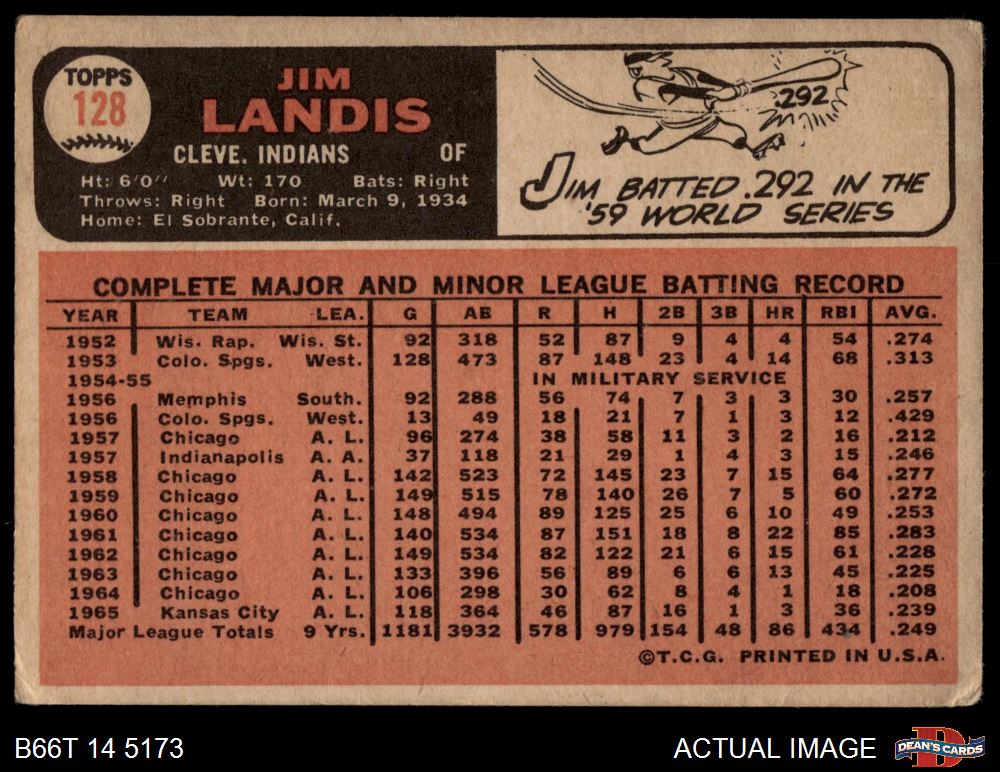 TOPPS
128
JIM
LANDIS
CLEVE. INDIANS OF
Ht: 6'0" Wt: 170 Bats: Right
Throws: Right Born: March 9, 1934
Home: El Sobrante, Calif.
.292
JIM BATTED .292 IN THE
'59 WORLD SERIES
COMPLETE MAJOR AND MINOR LEAGUE BATTING RECORD
YEAR TEAM LEA. G AB R H 2B 3B HR RBI AVG.
1952 Wis. Rap. Wis. St. 92 318 52 87 9 4 4 54 .274
1953 Colo. Spgs. West. 128 473 87 148 23 4 14 68 .313
1954-55 IN MILITARY SERVICE
1956 Memphis South. 92 288 56 74 7 3 3 30 .257
1956 Colo. Spgs. West. 13 49 18 21 7 1 3 12 .429
1957 Chicago A. L. 96 274 38 58 11 3 2 16 .212
1957 Indianapolis A. A. 37 118 21 29 1 4 3 15 .246
1958 Chicago A. L. 142 523 72 145 23 7 15 64 .277
1959 Chicago A. L. 149 515 78 140 26 7 5 60 .272
1960 Chicago A. L. 148 494 89 125 25 6 10 49 .253
1961 Chicago A. L. 140 534 87 151 18 8 22 85 .283
1962 Chicago A. L. 149 534 82 122 21 6 15 61 .228
1963 Chicago A. L. 133 396 56 89 6 6 13 45 .225
1964 Chicago A. L. 106 298 30 62 8 4 1 18 .208
1965 Kansas City A. L. 118 364 46 87 16 1 3 36 .239
Major League Totals 9 Yrs. 1181 3932 578 979 154 48 86 434 .249
©T.C.G. PRINTED IN U.S.A.
B66T 14 5173 ACTUAL IMAGE D DEAN'S CARDS